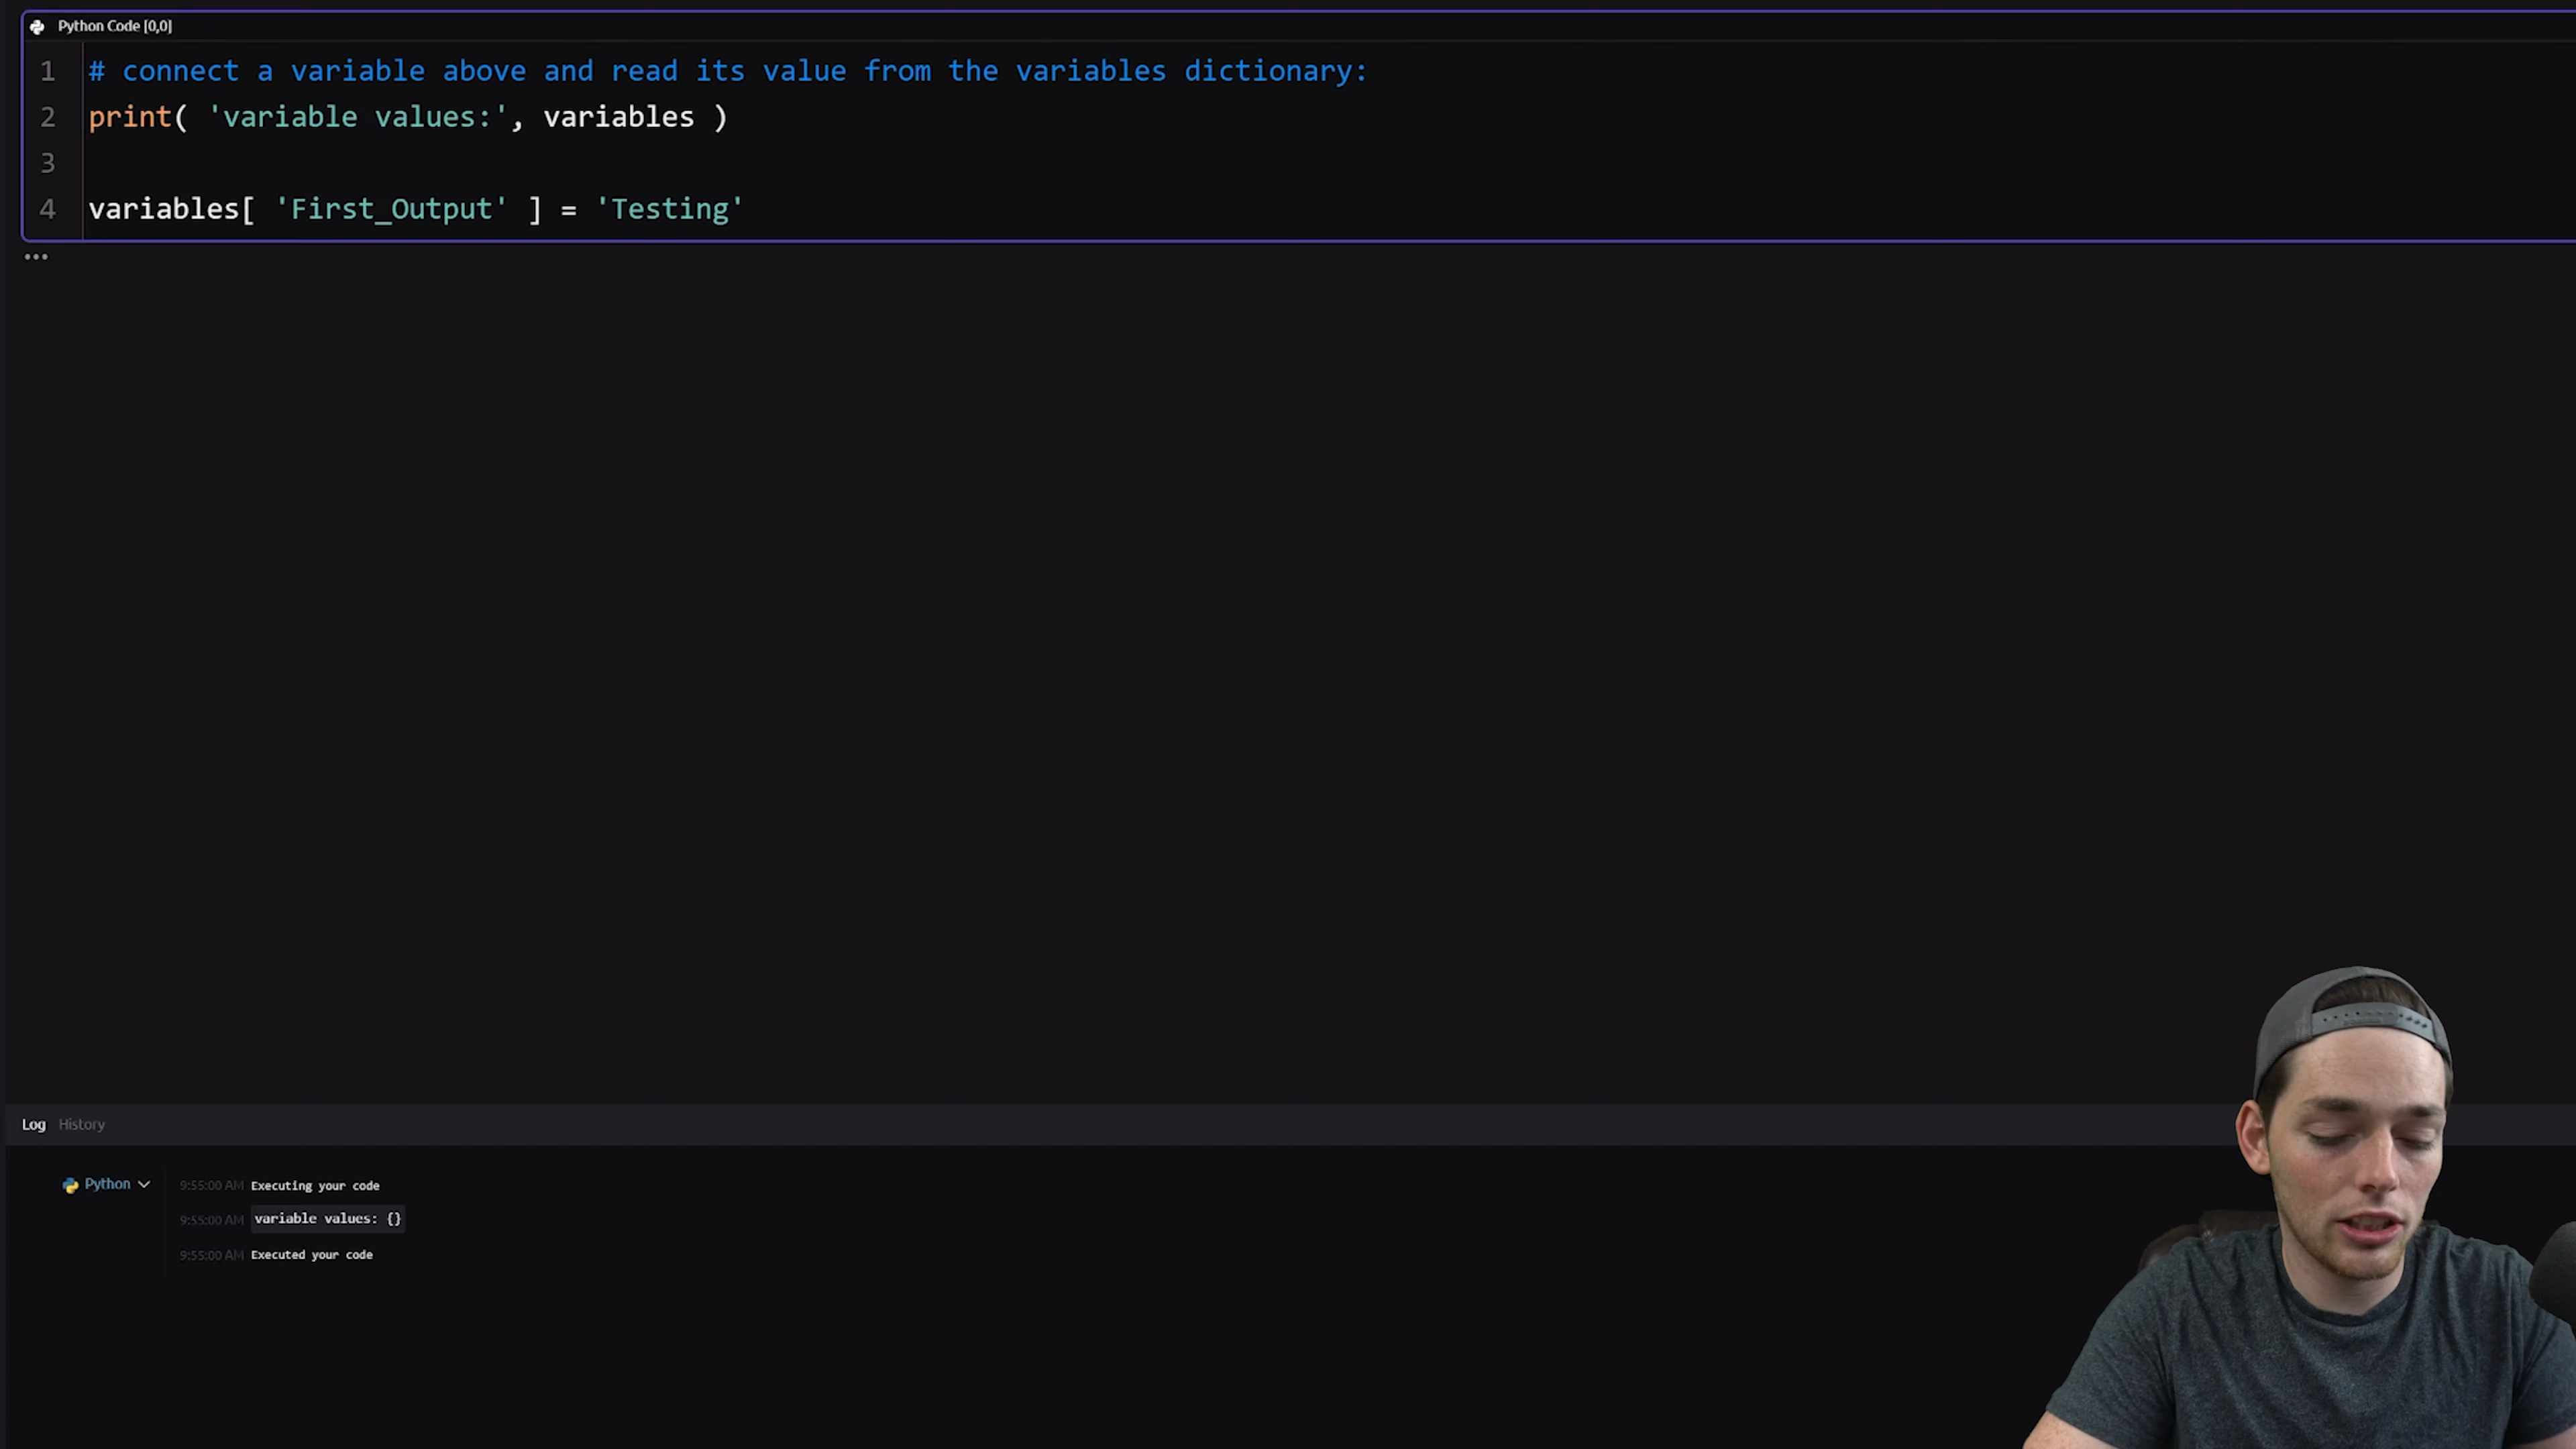 Python Code [0,0]
1 # connect a variable above and read its value from the variables dictionary:
2 print( 'variable values:', variables )
3
4 variables[ 'First_Output' ] = 'Testing'
Log History
Python 9:55:00 AM Executing your code
9:55:00 AM variable values: {}
9:55:00 AM Executed your code